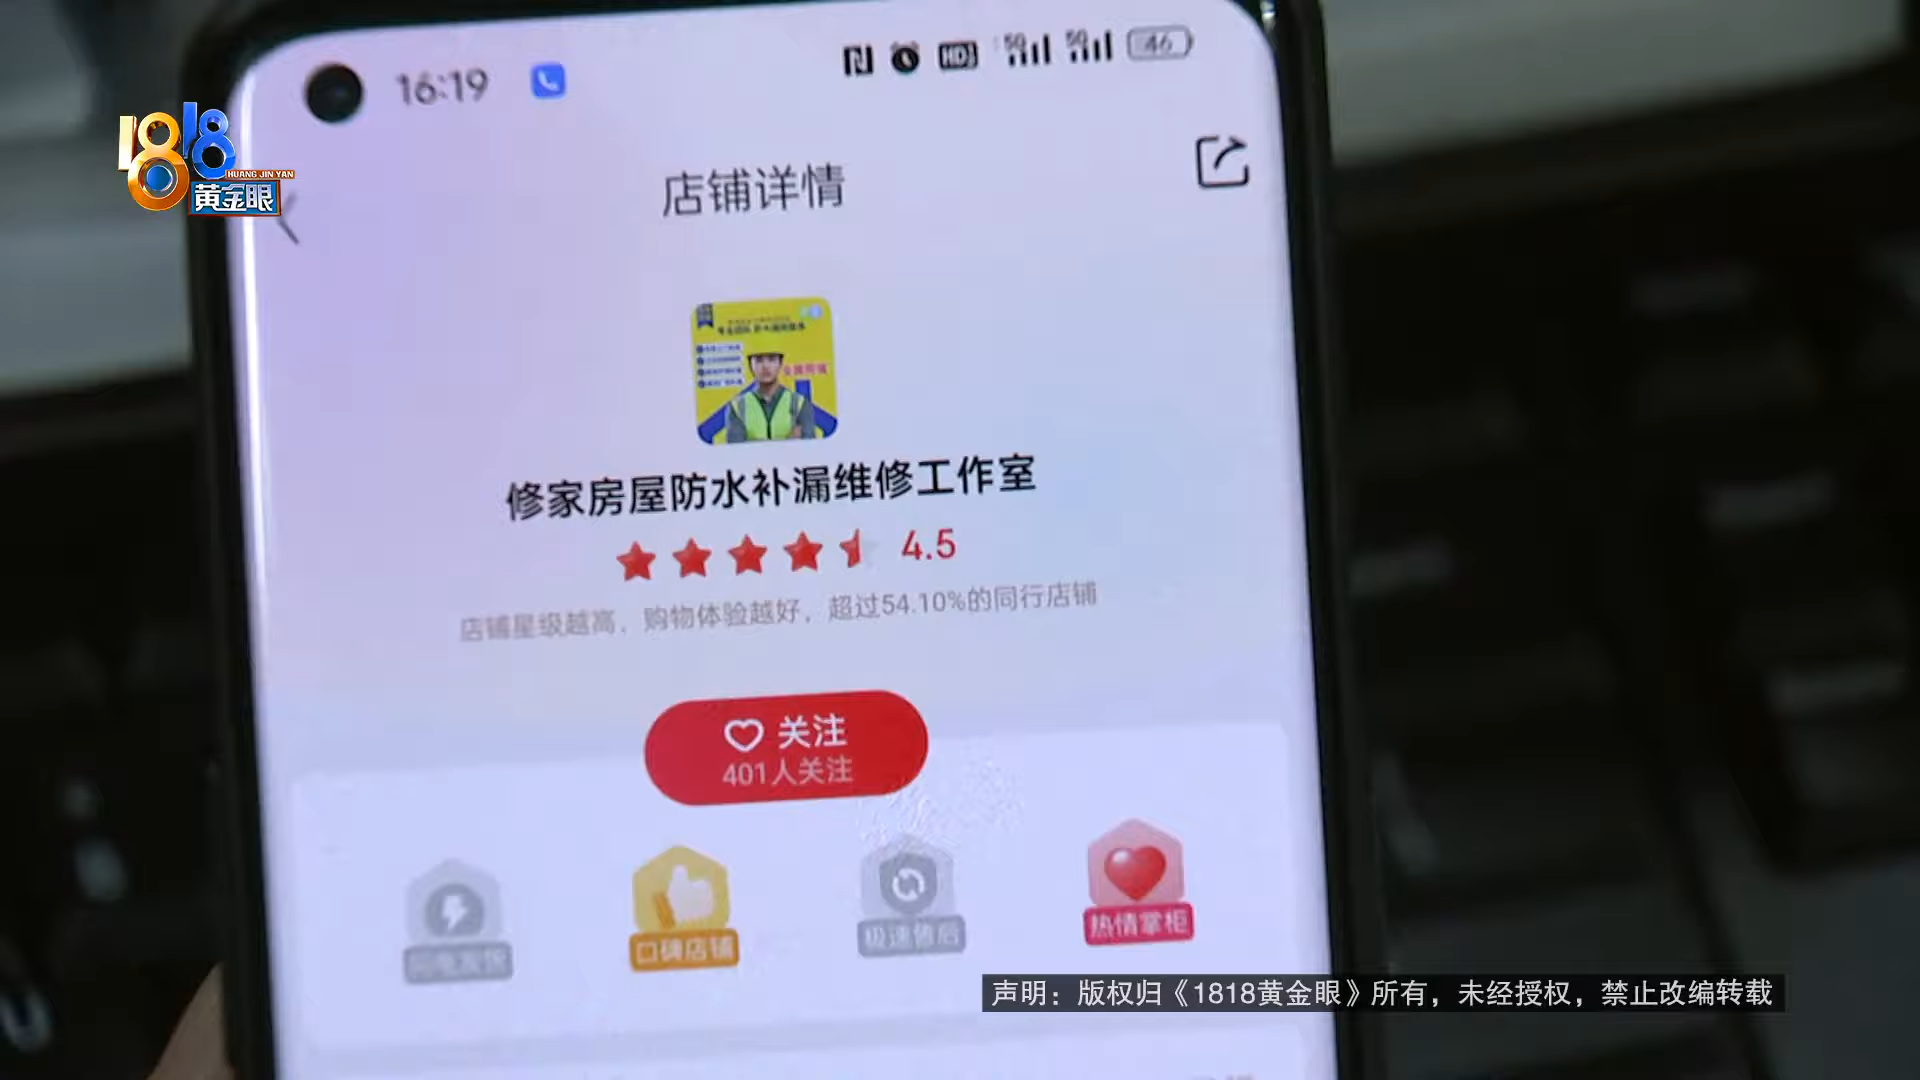 16:19
HD
5G
5G
46
1818
HUANG JIN YAN
黄金眼
店铺详情
修家房屋防水补漏维修工作室
4.5
店铺星级越高，购物体验越好，超过54.10%的同行店铺
关注
401人关注
口碑店铺
极速售后
热情掌柜
声明：版权归《1818黄金眼》所有，未经授权，禁止改编转载